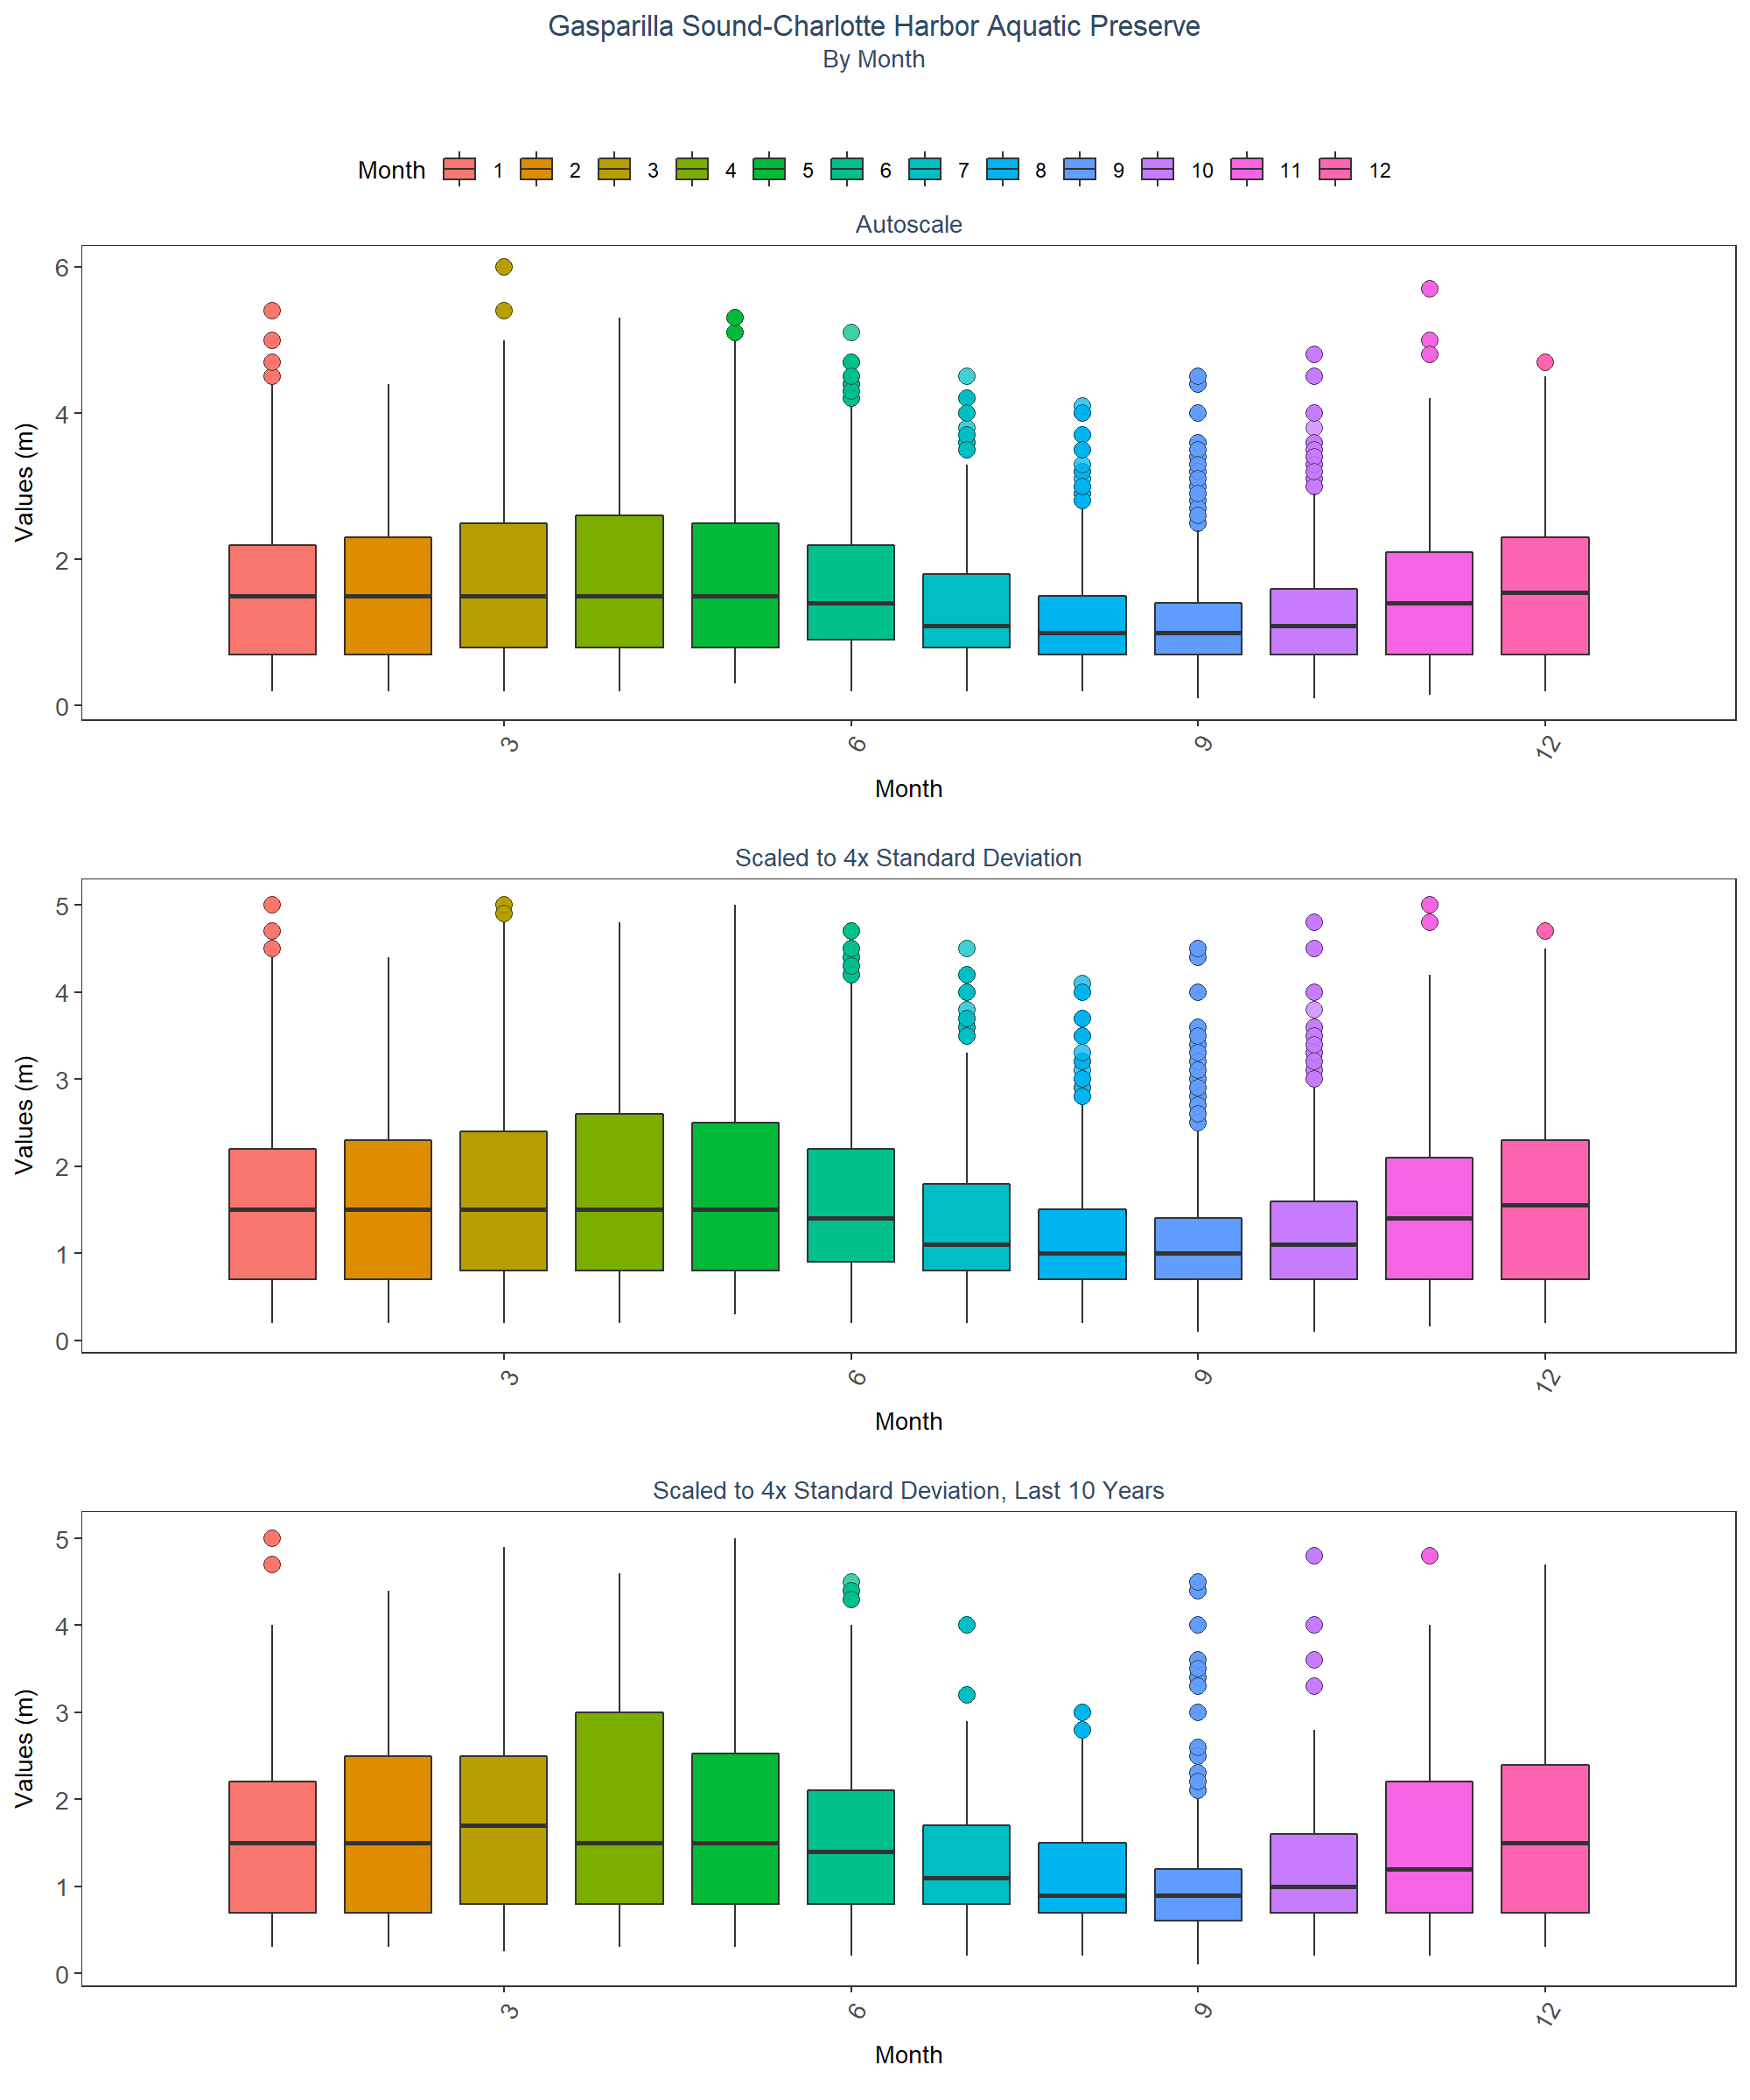 Gasparilla Sound-Charlotte Harbor Aquatic Preserve
By Month
Month 1 2 3 4 5 6 7 8 9 10 11 12
Autoscale
Values (m)
6
4
2
0
3 6 9 12
Month
Scaled to 4x Standard Deviation
Values (m)
5
4
3
2
1
0
3 6 9 12
Month
Scaled to 4x Standard Deviation, Last 10 Years
Values (m)
5
4
3
2
1
0
3 6 9 12
Month